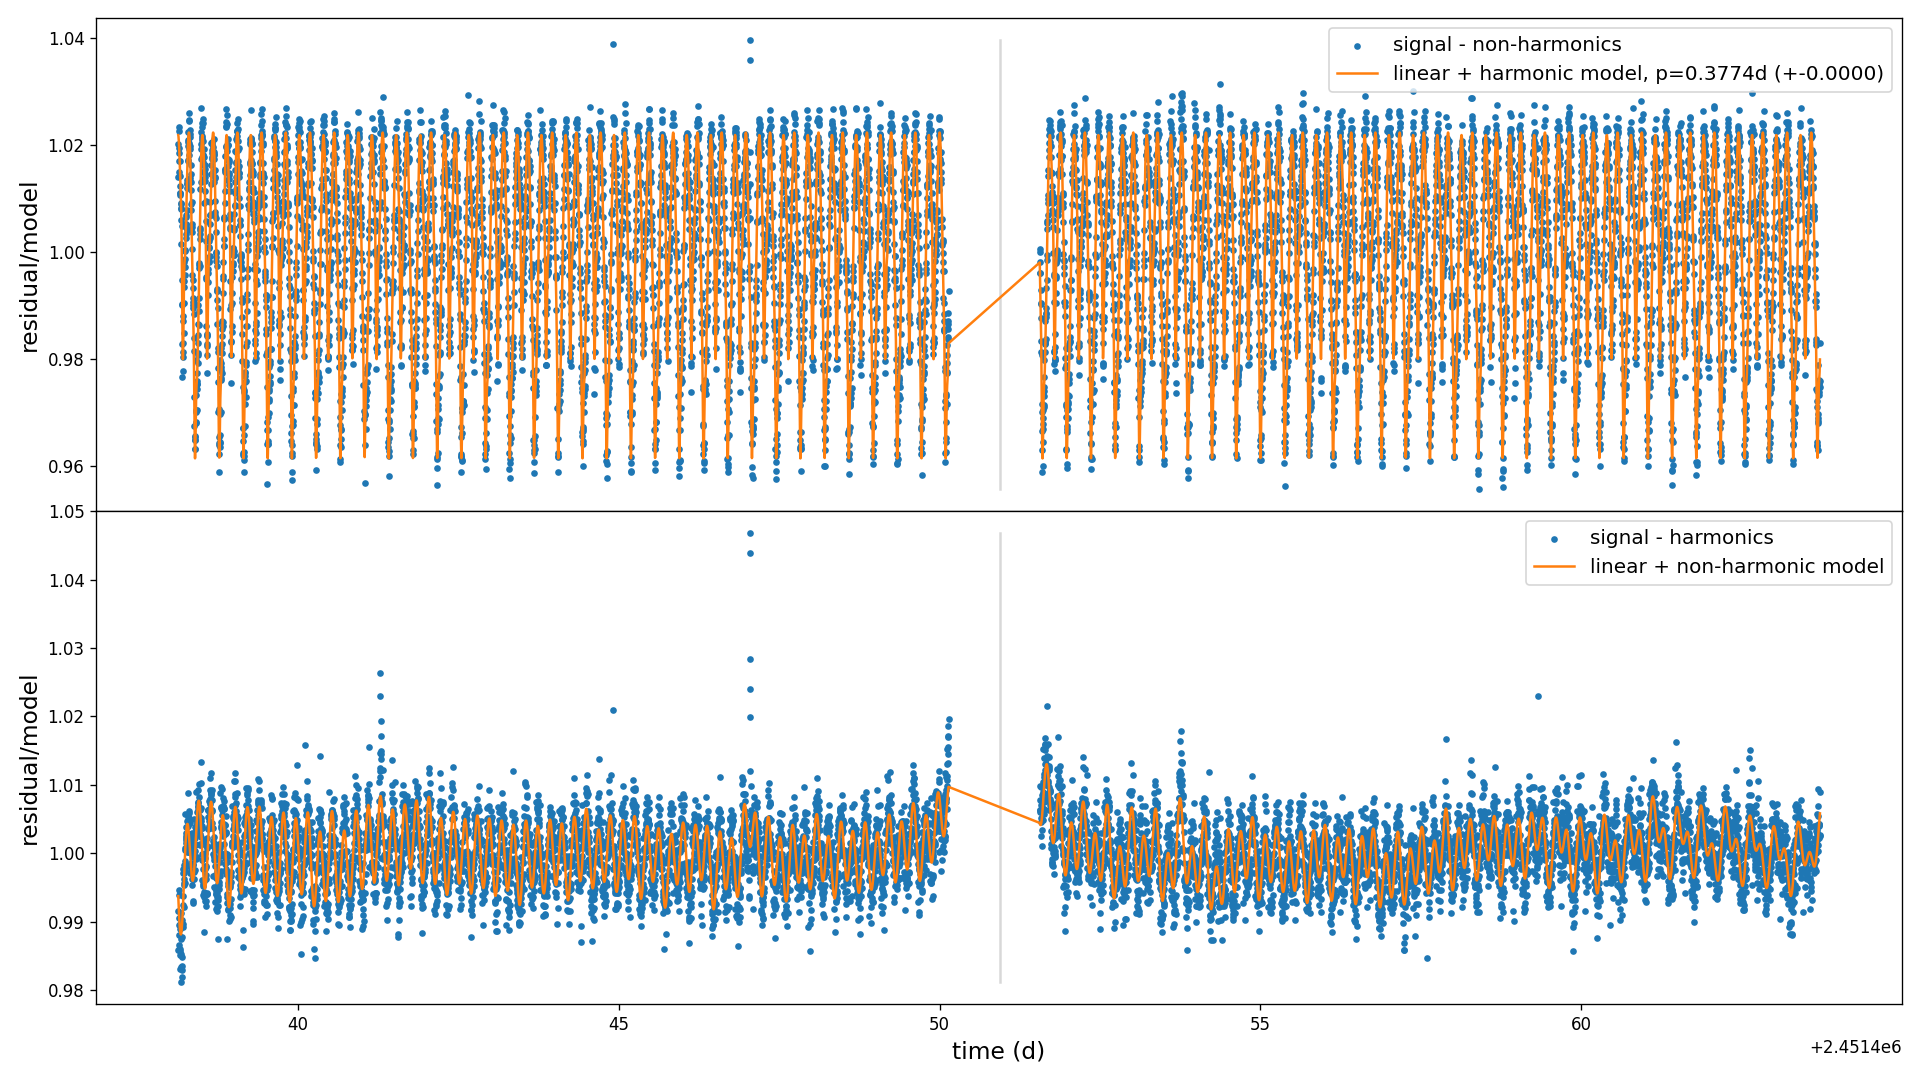 1.04
1.02
1.00
0.98
0.96
residual/model
signal - non-harmonics
linear + harmonic model, p=0.3774d (+-0.0000)
1.05
1.04
1.03
1.02
1.01
1.00
0.99
0.98
residual/model
signal - harmonics
linear + non-harmonic model
40
45
50
55
60
time (d)
+2.4514e6